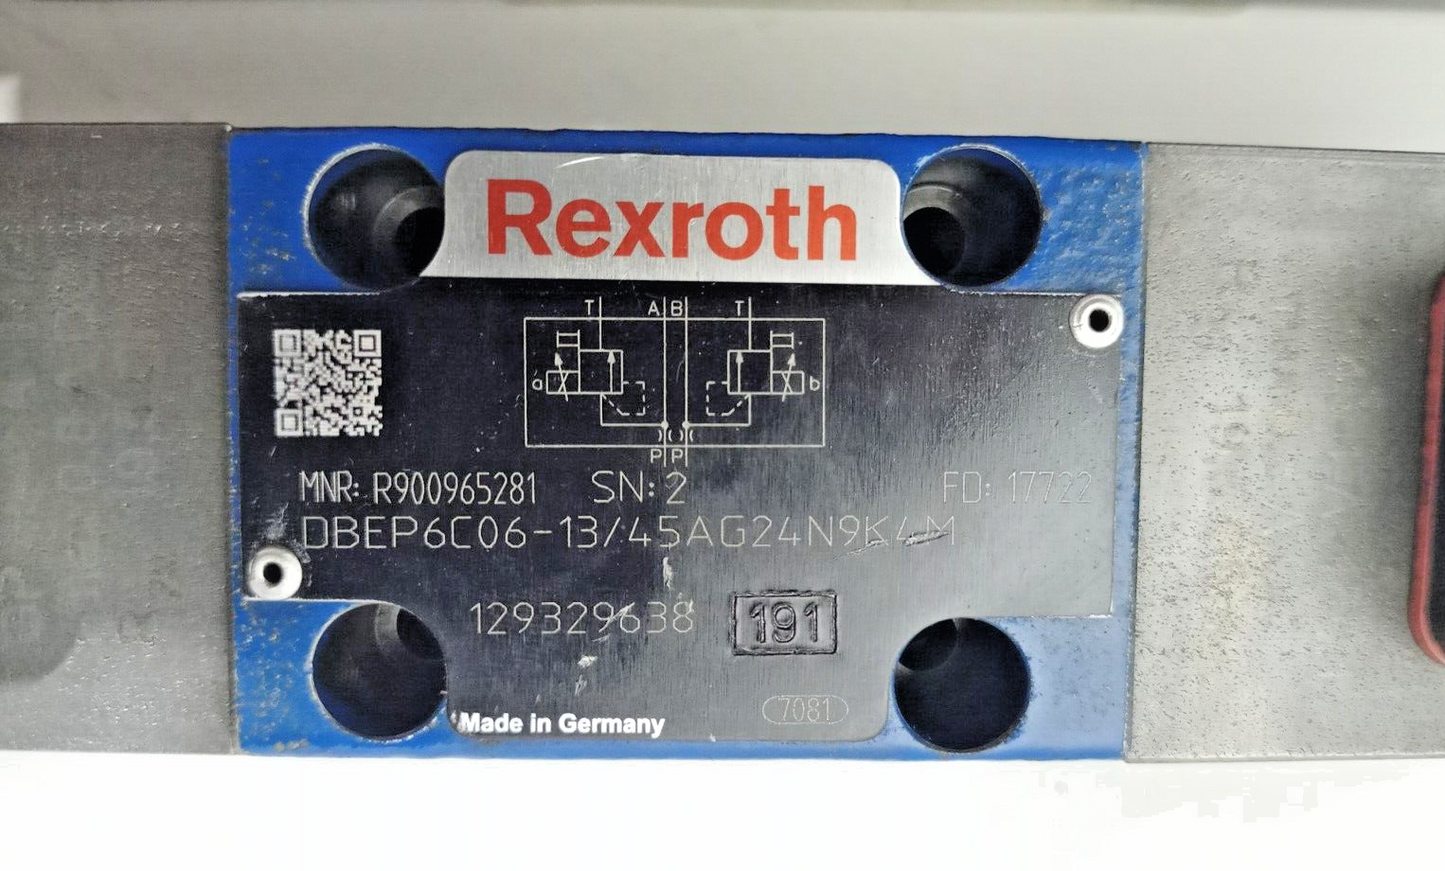 Rexroth
T A B T
a b
P P
MNR: R900965281 SN: 2 FD: 17722
DBEP6C06-13/45AG24N9K4M
129329638 191
7081
Made in Germany